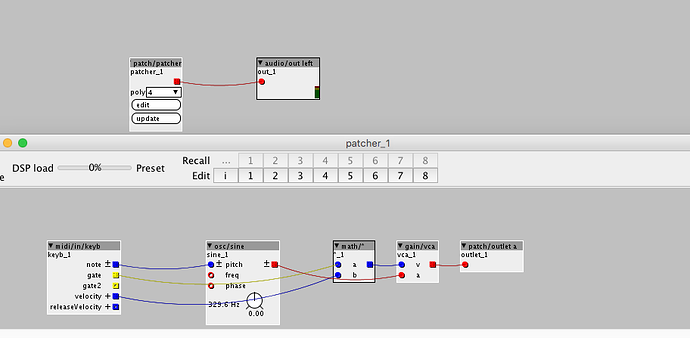 patch/patcher
patcher_1
poly 4 ▼
edit
update
▼ audio/out left
out_1
patcher_1
e
DSP load 0% Preset
Recall ... 1 2 3 4 5 6 7 8
Edit i 1 2 3 4 5 6 7 8
▼ midi/in/keyb
keyb_1
note ±
gate
gate2
velocity +
releaseVelocity +
▼ osc/sine
sine_1
± pitch ±
freq
phase
329.6 Hz
0.00
▼ math/*
*_1
a
b
▼ gain/vca
vca_1
v
a
▼ patch/outlet a
outlet_1